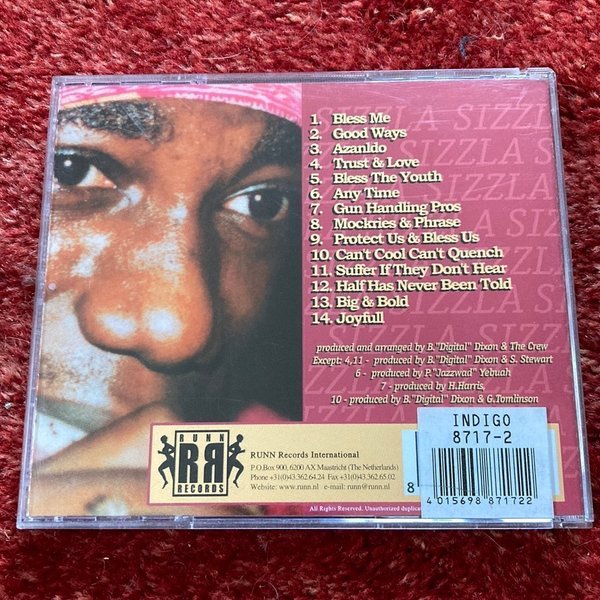 SIZZLA SIZZLA
1. Bless Me
2. Good Ways
3. Azanldo
4. Trust & Love
5. Bless The Youth
6. Any Time
7. Gun Handling Pros
8. Mockries & Phrase
9. Protect Us & Bless Us
10. Can't Cool Can't Quench
11. Suffer If They Don't Hear
12. Half Has Never Been Told
13. Big & Bold
14. Joyfull
produced and arranged by B."Digital" Dixon & The Crew
Except: 4,11 - produced by B."Digital" Dixon & S. Stewart
6 - produced by P."Jazzwad" Yebuah
7 - produced by H.Harris,
10 - produced by B."Digital" Dixon & G.Tomlinson
RUNN
RR
RECORDS
RUNN Records International
P.O.Box 900, 6200 AX Maastricht (The Netherlands)
Phone +31(0)43.362.64.24 Fax +31(0)43.362.65.02
Website: www.runn.nl e-mail: runn@runn.nl
INDIGO
8717-2
8
4 015698 871722
All Rights Reserved. Unauthorized duplicat